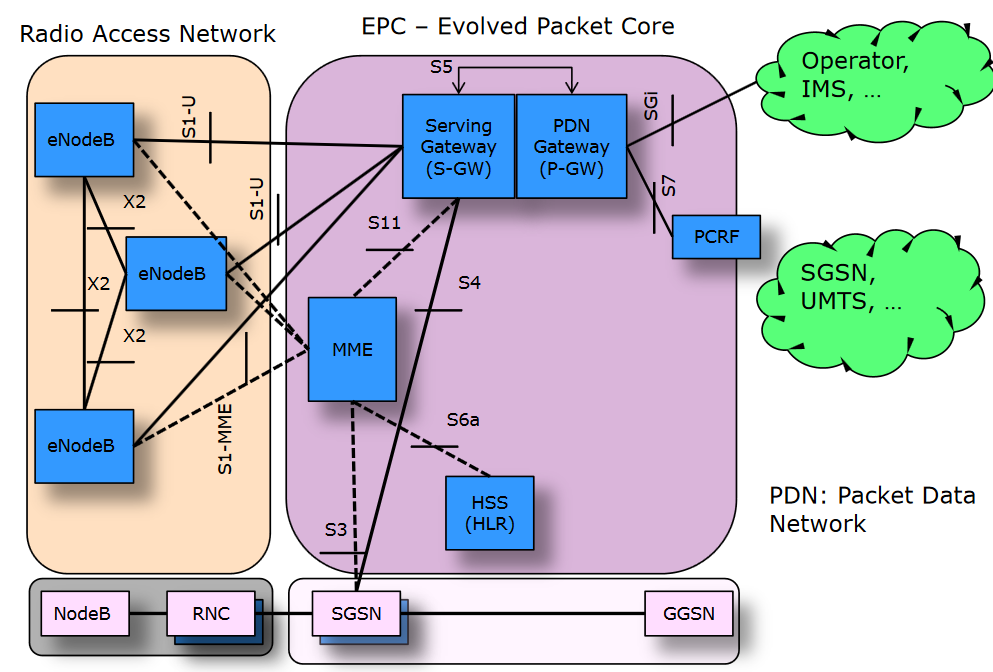 Radio Access Network
EPC – Evolved Packet Core
S5
Operator,
IMS, ...
eNodeB
S1-U
Serving
Gateway
(S-GW)
PDN
Gateway
(P-GW)
SGi
S7
X2
S1-U
S11
PCRF
eNodeB
X2
S4
SGSN,
UMTS, ...
X2
MME
eNodeB
S1-MME
S6a
HSS
(HLR)
PDN: Packet Data
Network
S3
NodeB
RNC
SGSN
GGSN